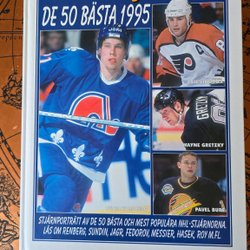 DE 50 BÄSTA 1995
WAYNE GRETZKY
PAVEL BURE
STJÄRNPORTRÄTT AV DE 50 BÄSTA OCH MEST POPULÄRA NHL-STJÄRNORNA.
LÄS OM RENBERG, SUNDIN, JAGR, FEDOROV, MESSIER, HASEK, ROY M.FL.